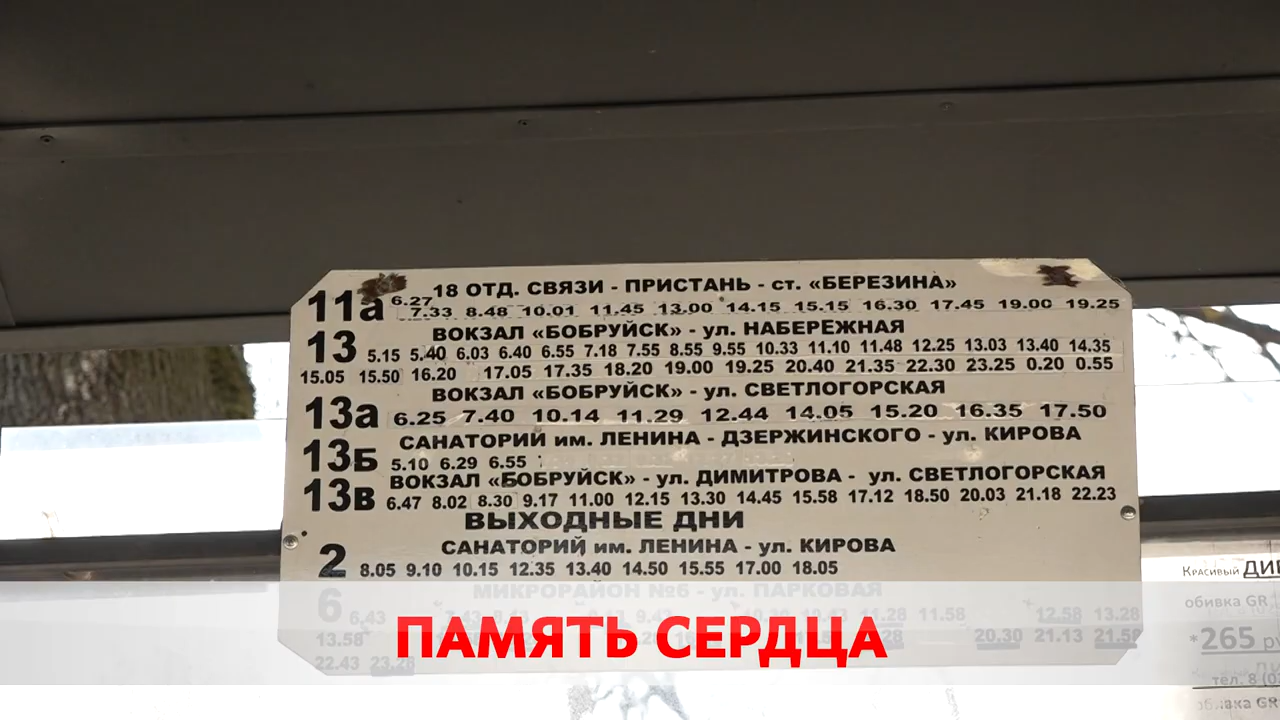 11а 18 ОТД. СВЯЗИ - ПРИСТАНЬ - ст. «БЕРЕЗИНА»
6.27 7.33 8.48 10.01 11.45 13.00 14.15 15.15 16.30 17.45 19.00 19.25
13 ВОКЗАЛ «БОБРУЙСК» - ул. НАБЕРЕЖНАЯ
5.15 5.40 6.03 6.40 6.55 7.18 7.55 8.55 9.55 10.33 11.10 11.48 12.25 13.03 13.40 14.35
15.05 15.50 16.20 17.05 17.35 18.20 19.00 19.25 20.40 21.35 22.30 23.25 0.20 0.55
13а ВОКЗАЛ «БОБРУЙСК» - ул. СВЕТЛОГОРСКАЯ
6.25 7.40 10.14 11.29 12.44 14.05 15.20 16.35 17.50
13Б САНАТОРИЙ им. ЛЕНИНА - ДЗЕРЖИНСКОГО - ул. КИРОВА
5.10 6.29 6.55
13в ВОКЗАЛ «БОБРУЙСК» - ул. ДИМИТРОВА - ул. СВЕТЛОГОРСКАЯ
6.47 8.02 8.30 9.17 11.00 12.15 13.30 14.45 15.58 17.12 18.50 20.03 21.18 22.23
ВЫХОДНЫЕ ДНИ
2 САНАТОРИЙ им. ЛЕНИНА - ул. КИРОВА
8.05 9.10 10.15 12.35 13.40 14.50 15.55 17.00 18.05
6 МИКРОРАЙОН №6 - ул. ПАРКОВАЯ
6.43 11.28 11.58 12.58 13.28
13.58 20.30 21.13 21.50
22.43 23.28
ПАМЯТЬ СЕРДЦА
Красивый
обивка GR
*265
тел. 8